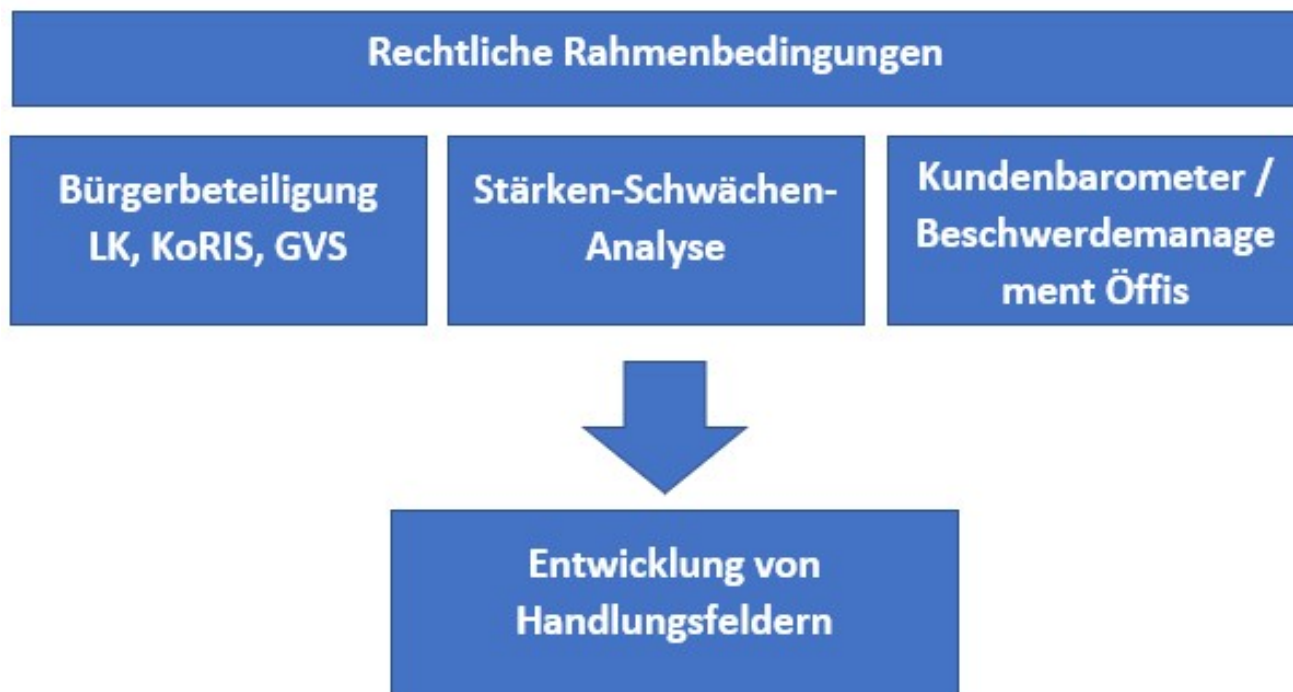 Rechtliche Rahmenbedingungen
Bürgerbeteiligung
LK, KoRIS, GVS
Stärken-Schwächen-
Analyse
Kundenbarometer /
Beschwerdemanage
ment Öffis
Entwicklung von
Handlungsfeldern